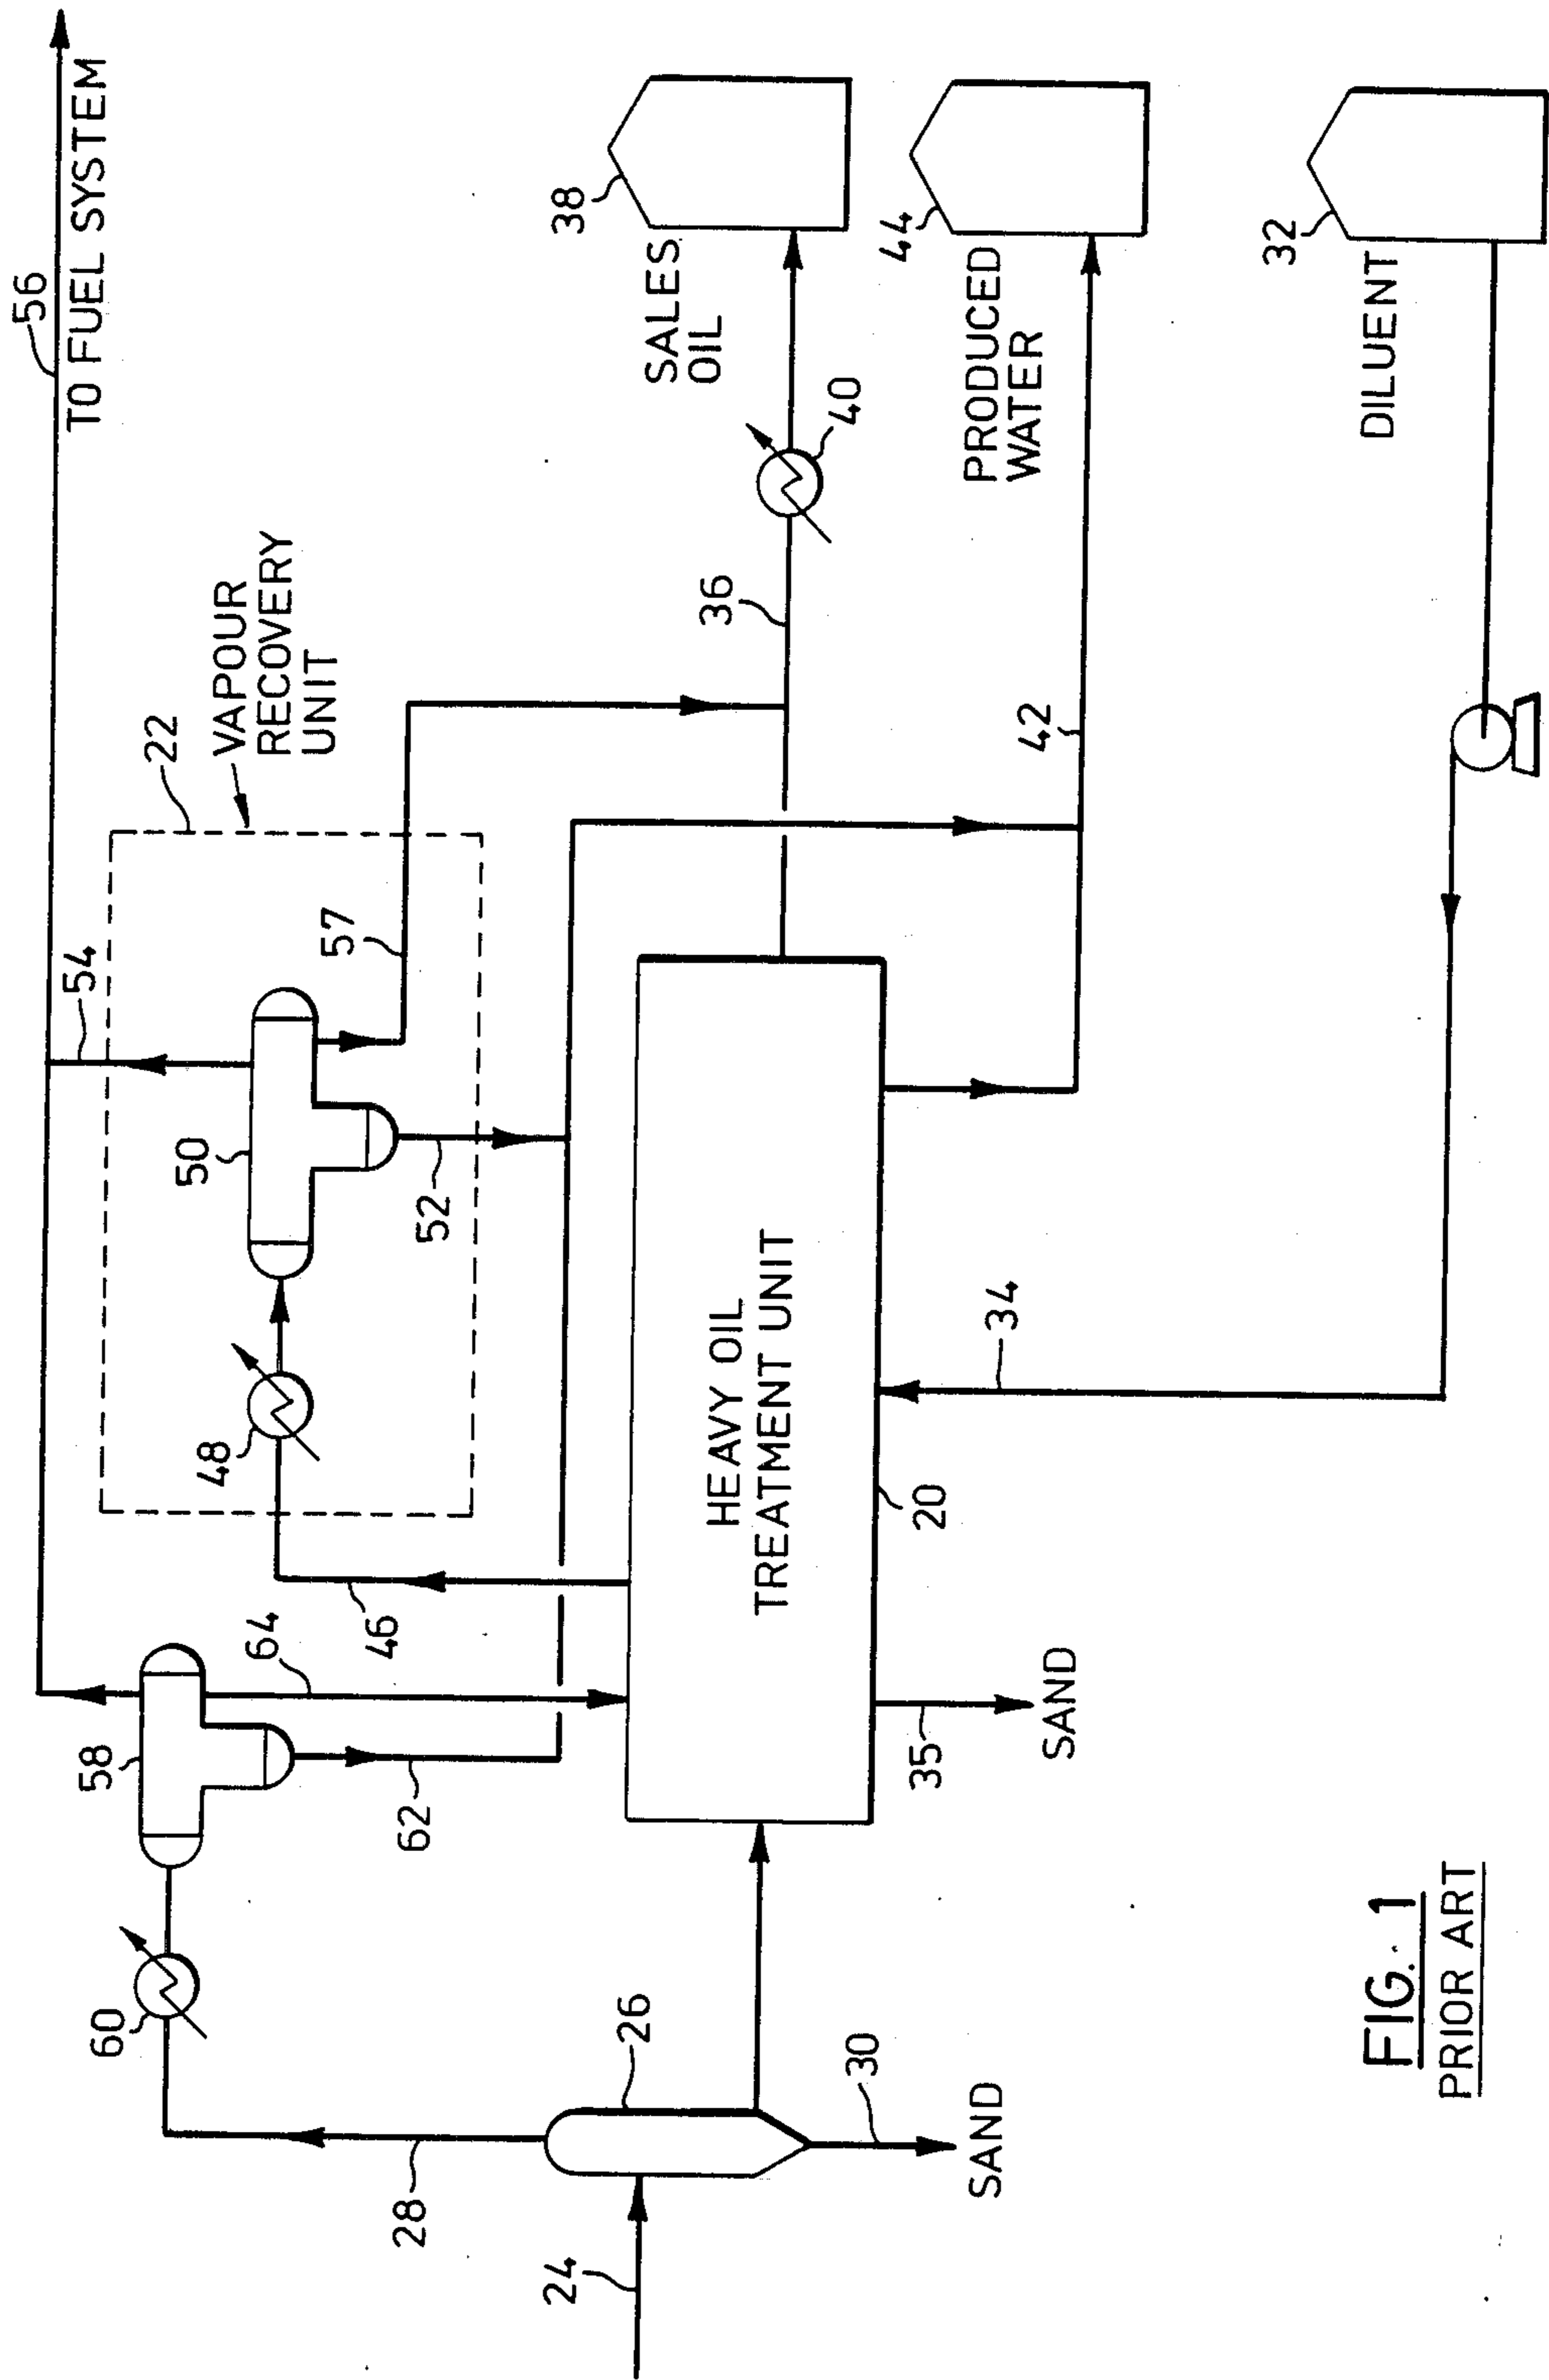 56
TO FUEL SYSTEM
54
22
VAPOUR
RECOVERY
UNIT
60
58
64
48
50
57
46
52
62
28
38
SALES
OIL
36
40
24
26
HEAVY OIL
TREATMENT UNIT
44
PRODUCED
WATER
42
30
SAND
35
SAND
20
34
32
DILUENT
FIG. 1
PRIOR ART